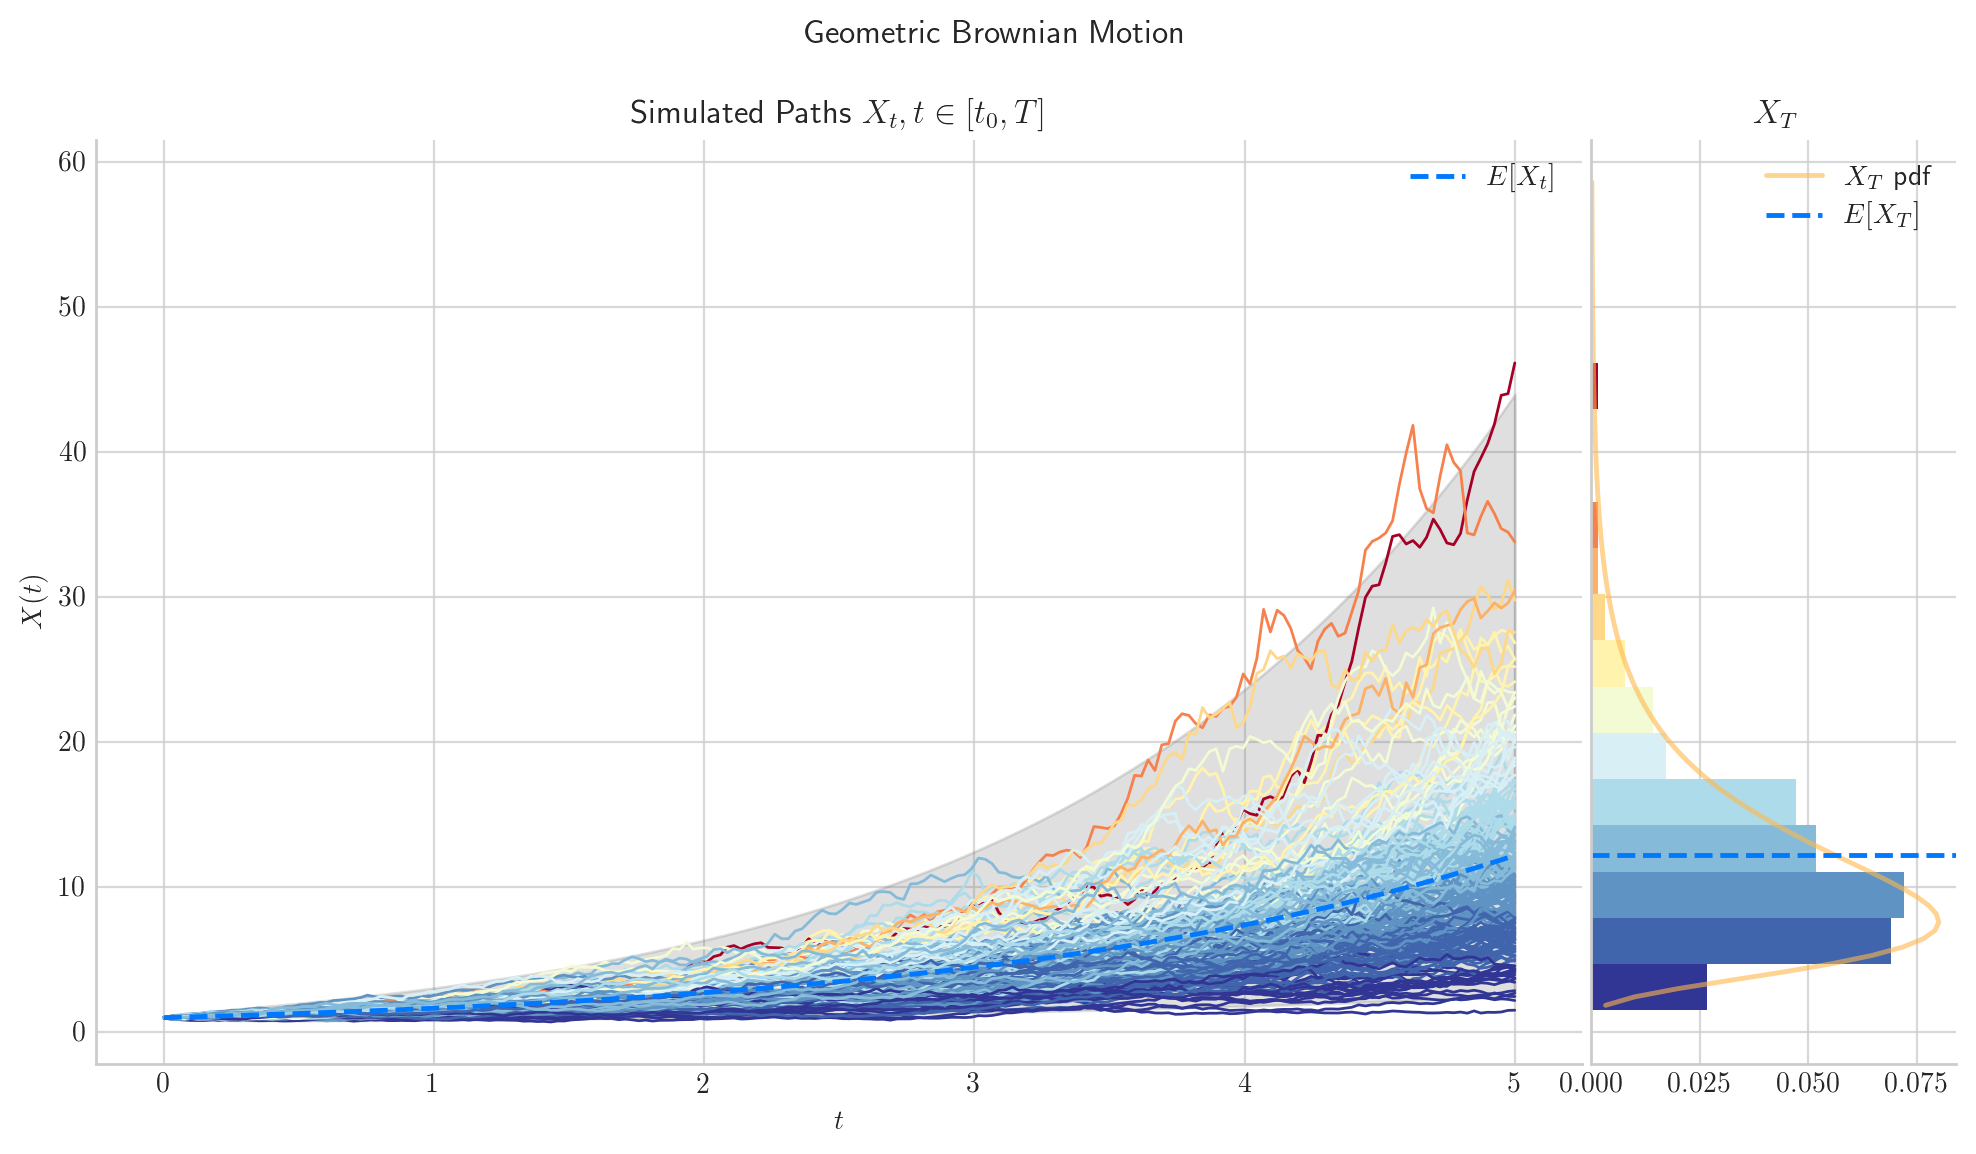 Geometric Brownian Motion
Simulated Paths $X_t, t \in [t_0, T]$
$X_T$
$E[X_t]$
$X_T$ pdf
$E[X_T]$
60
50
40
30
20
10
0
$X(t)$
0 1 2 3 4 5
$t$
0.000 0.025 0.050 0.075